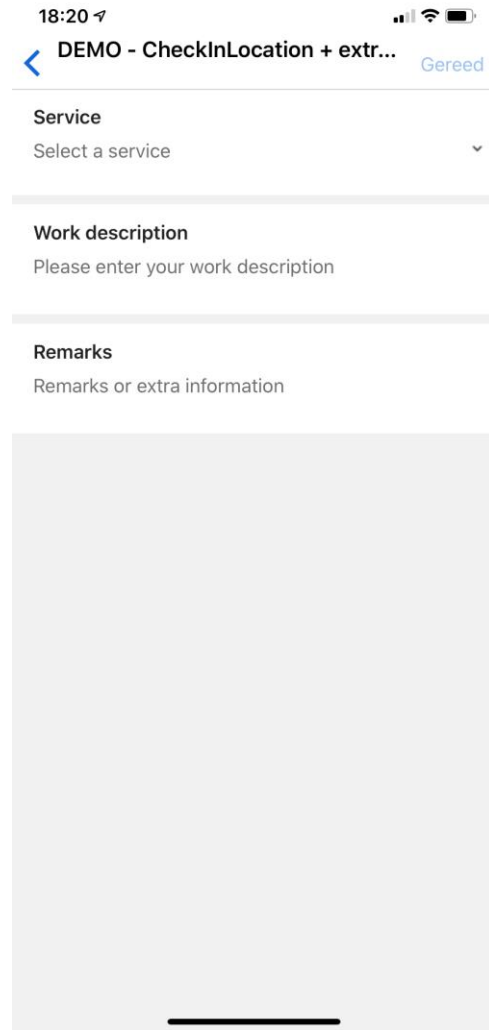 18:20
DEMO - CheckInLocation + extr...
Gereed
Service
Select a service
Work description
Please enter your work description
Remarks
Remarks or extra information